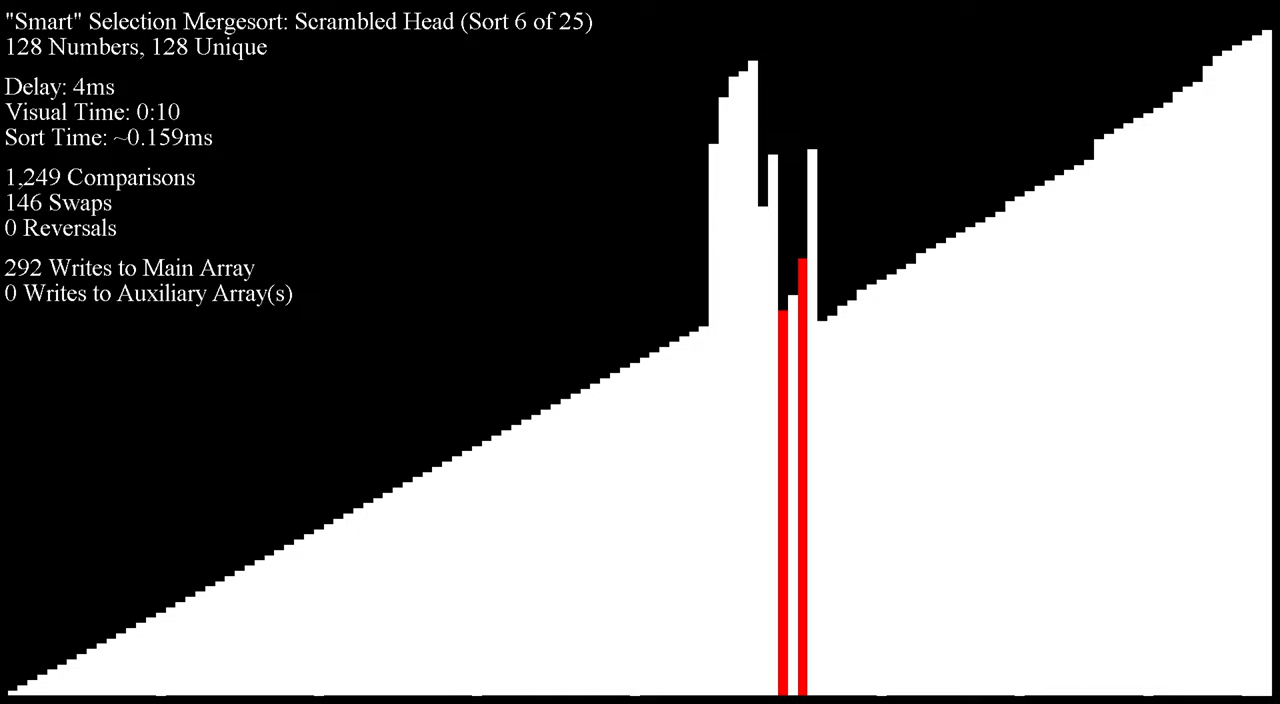 "Smart" Selection Mergesort: Scrambled Head (Sort 6 of 25)
128 Numbers, 128 Unique
Delay: 4ms
Visual Time: 0:10
Sort Time: ~0.159ms
1,249 Comparisons
146 Swaps
0 Reversals
292 Writes to Main Array
0 Writes to Auxiliary Array(s)